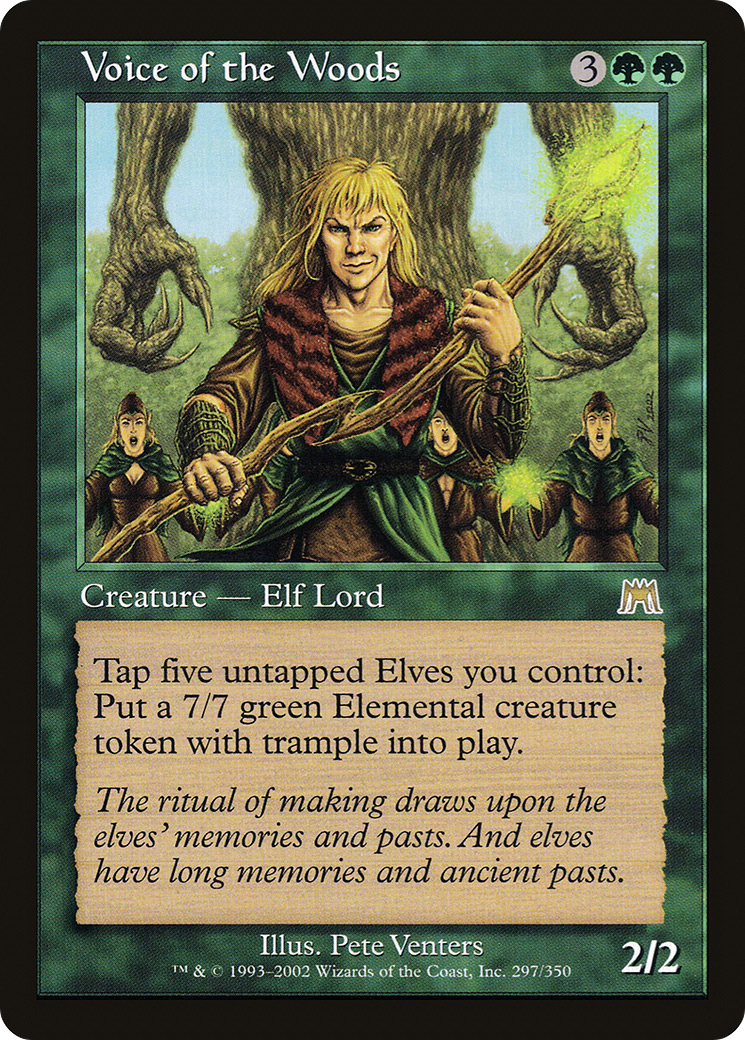 Voice of the Woods 3
PV 2002
Creature — Elf Lord
Tap five untapped Elves you control:
Put a 7/7 green Elemental creature
token with trample into play.
The ritual of making draws upon the
elves’ memories and pasts. And elves
have long memories and ancient pasts.
Illus. Pete Venters
™ & © 1993–2002 Wizards of the Coast, Inc. 297/350
2/2